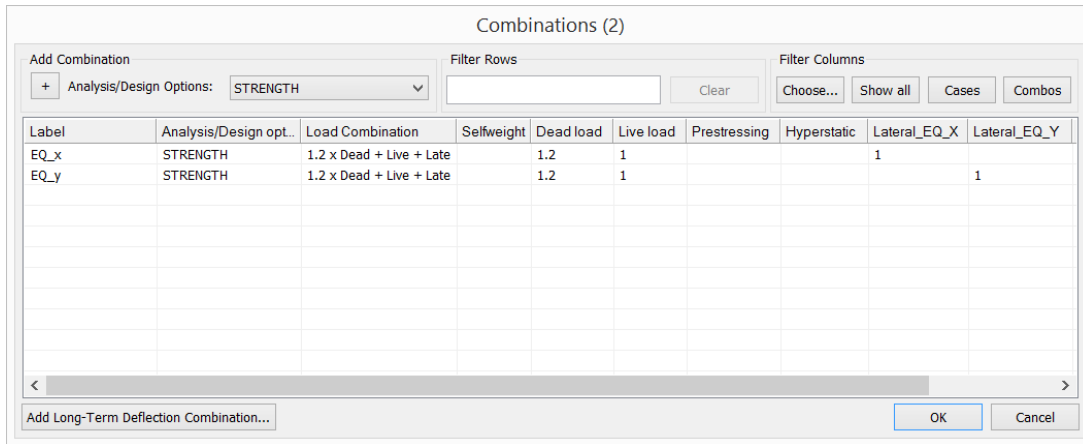 Combinations (2)
Add Combination Filter Rows Filter Columns
+ Analysis/Design Options: STRENGTH Clear Choose... Show all Cases Combos
Label Analysis/Design opt... Load Combination Selfweight Dead load Live load Prestressing Hyperstatic Lateral_EQ_X Lateral_EQ_Y
EQ_x STRENGTH 1.2 x Dead + Live + Late 1.2 1 1
EQ_y STRENGTH 1.2 x Dead + Live + Late 1.2 1 1
Add Long-Term Deflection Combination... OK Cancel